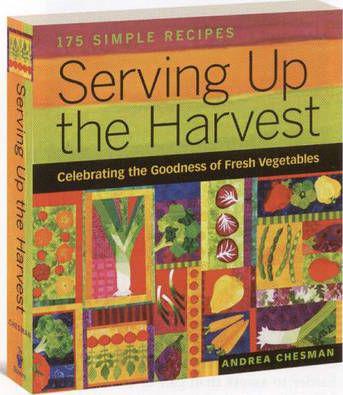 175 SIMPLE RECIPES
Serving Up
the Harvest
Celebrating the Goodness of Fresh Vegetables
ANDREA CHESMAN
Serving Up the Harvest
CHESMAN